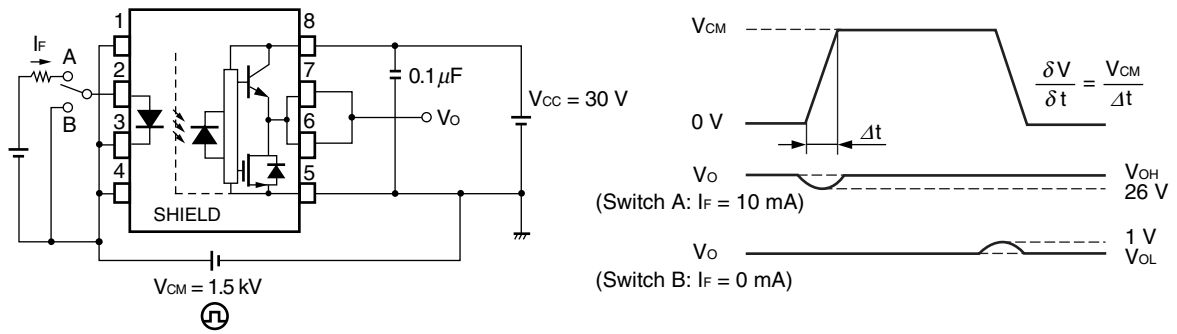 1
8
IF
A
2
7
0.1 μF
VCC = 30 V
VO
B
3
6
4
5
SHIELD
VCM = 1.5 kV
VCM
δV
δt
=
VCM
Δt
0 V
Δt
VO
VOH
26 V
(Switch A: IF = 10 mA)
1 V
VO
VOL
(Switch B: IF = 0 mA)